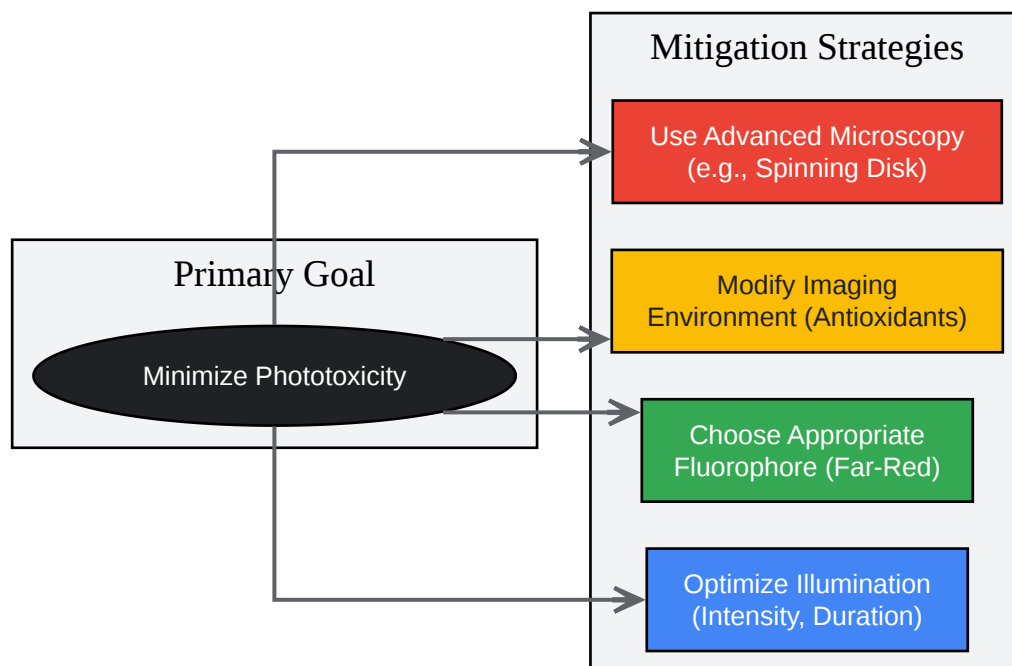 Mitigation Strategies
Use Advanced Microscopy
(e.g., Spinning Disk)
Primary Goal
Modify Imaging
Environment (Antioxidants)
Minimize Phototoxicity
Choose Appropriate
Fluorophore (Far-Red)
Optimize Illumination
(Intensity, Duration)